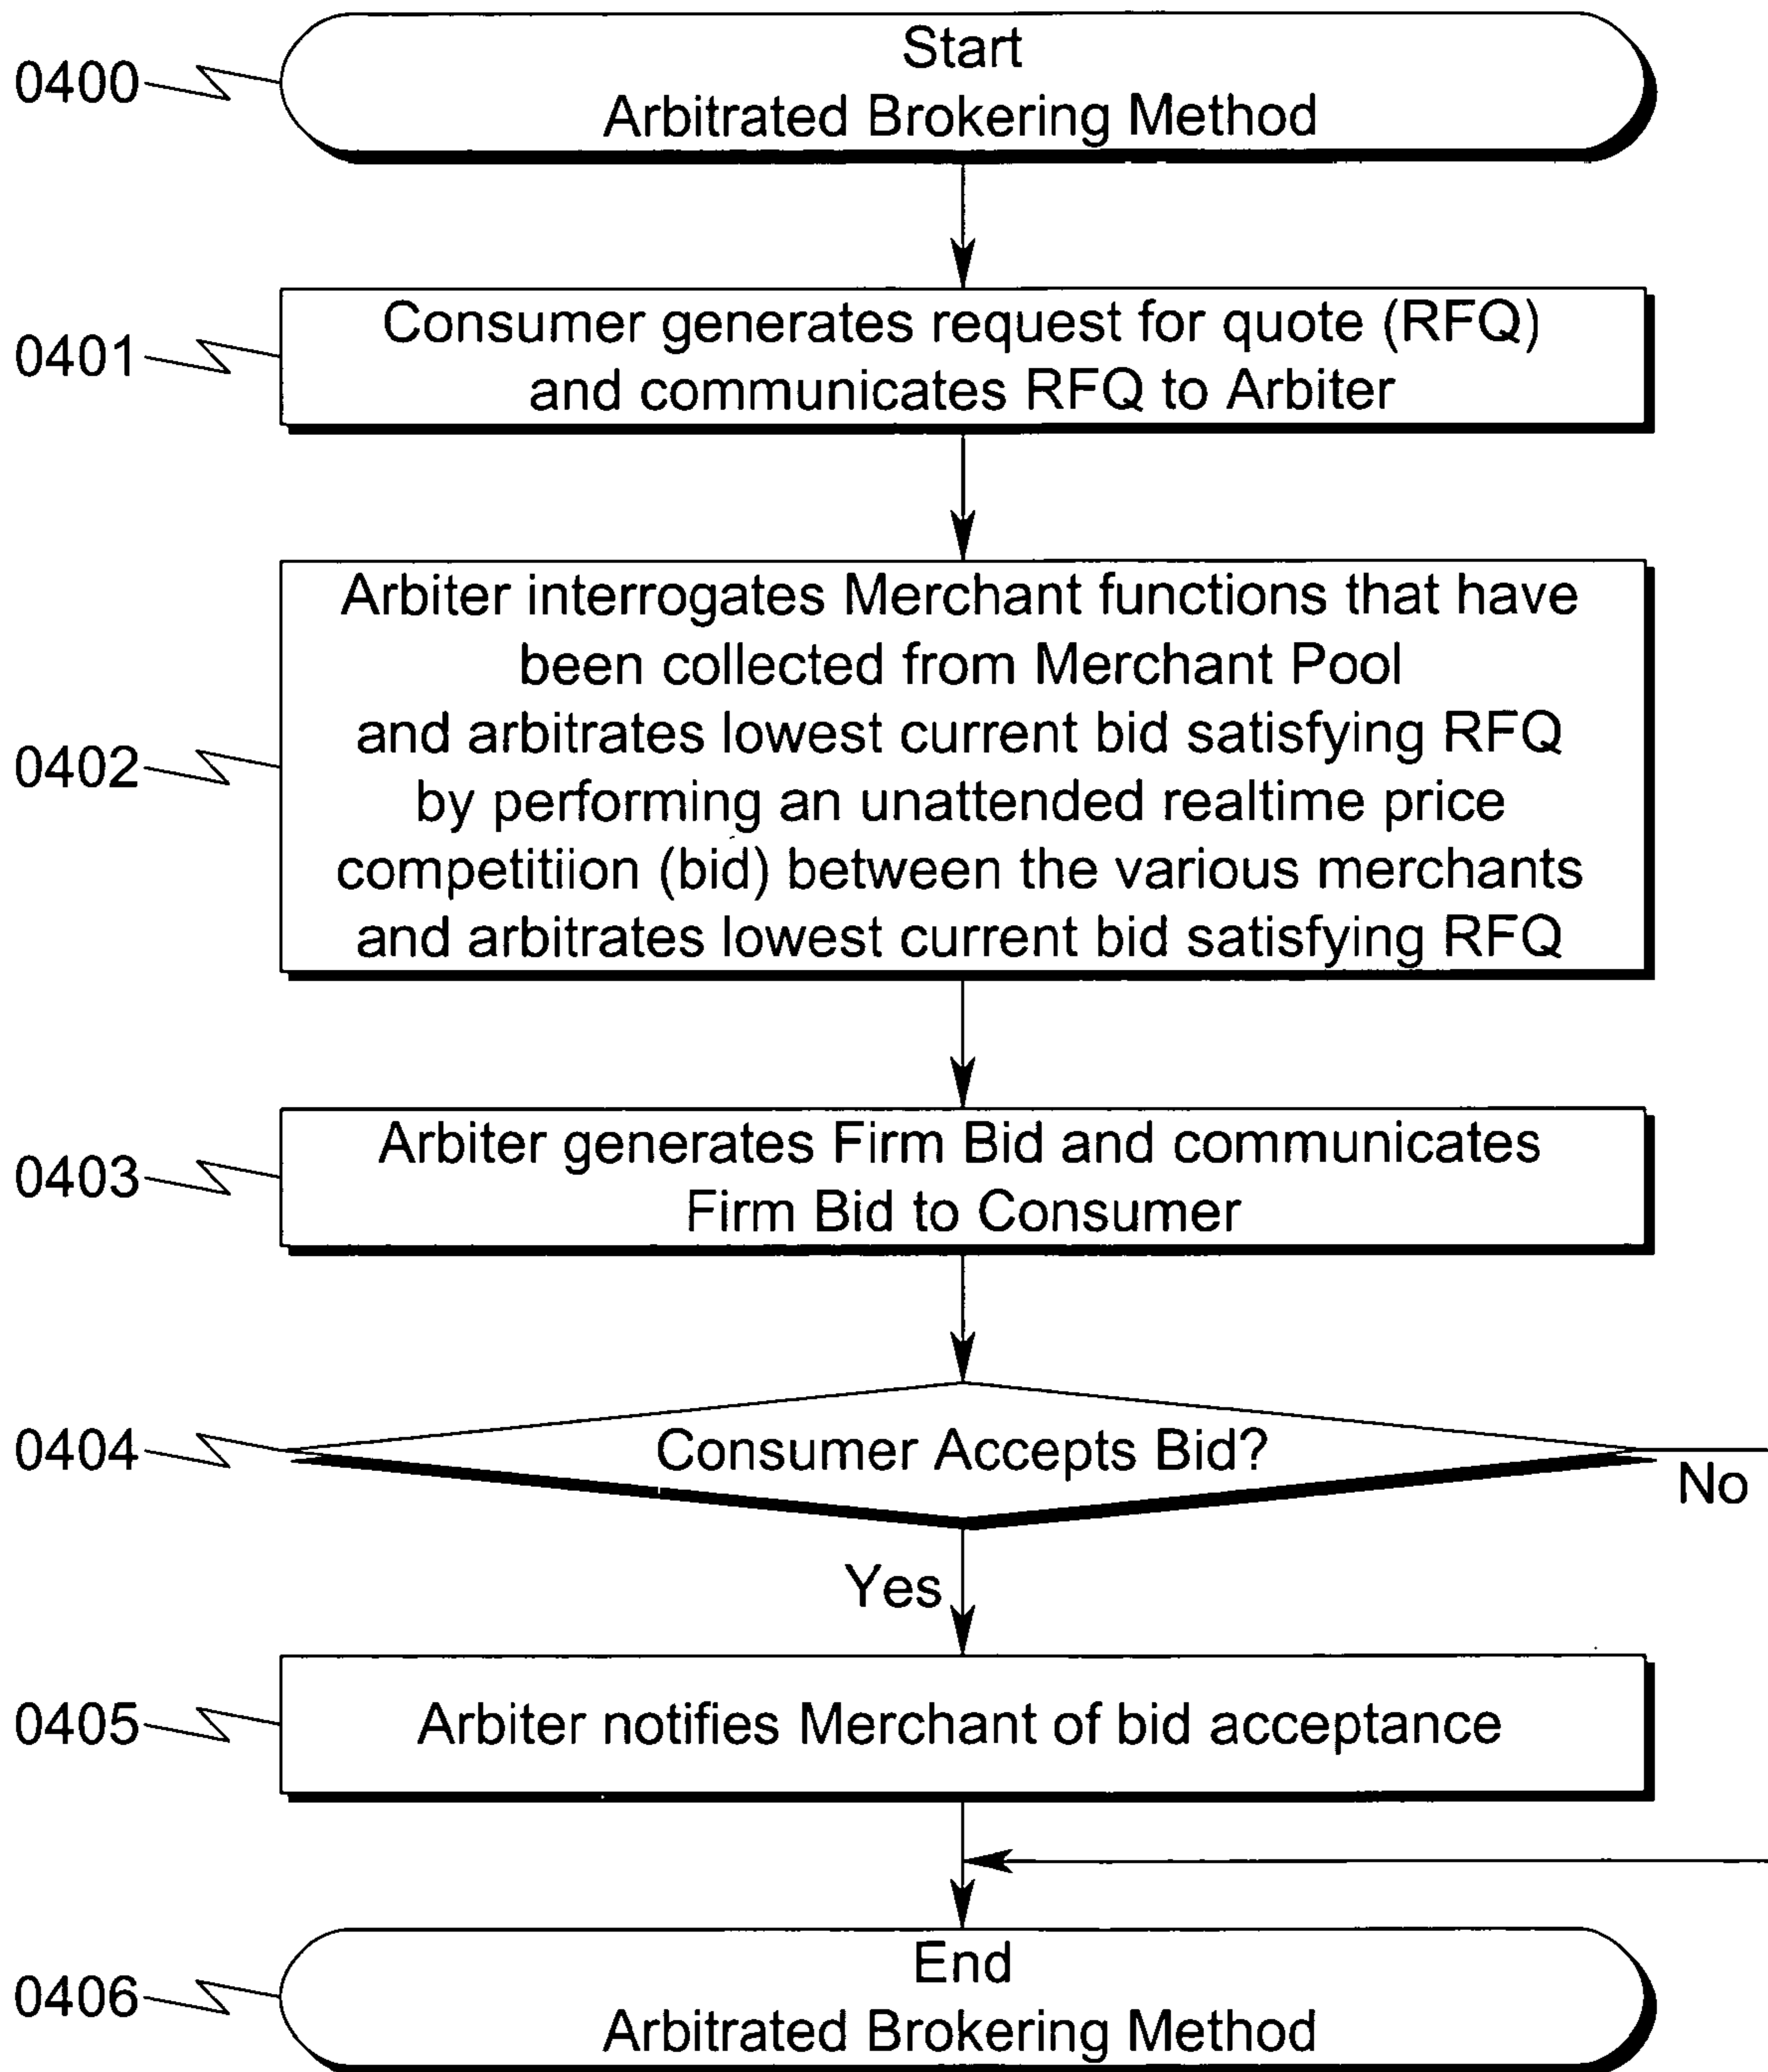 0400
Start
Arbitrated Brokering Method
0401
Consumer generates request for quote (RFQ)
and communicates RFQ to Arbiter
0402
Arbiter interrogates Merchant functions that have
been collected from Merchant Pool
and arbitrates lowest current bid satisfying RFQ
by performing an unattended realtime price
competitiion (bid) between the various merchants
and arbitrates lowest current bid satisfying RFQ
0403
Arbiter generates Firm Bid and communicates
Firm Bid to Consumer
0404
Consumer Accepts Bid?
No
Yes
0405
Arbiter notifies Merchant of bid acceptance
0406
End
Arbitrated Brokering Method